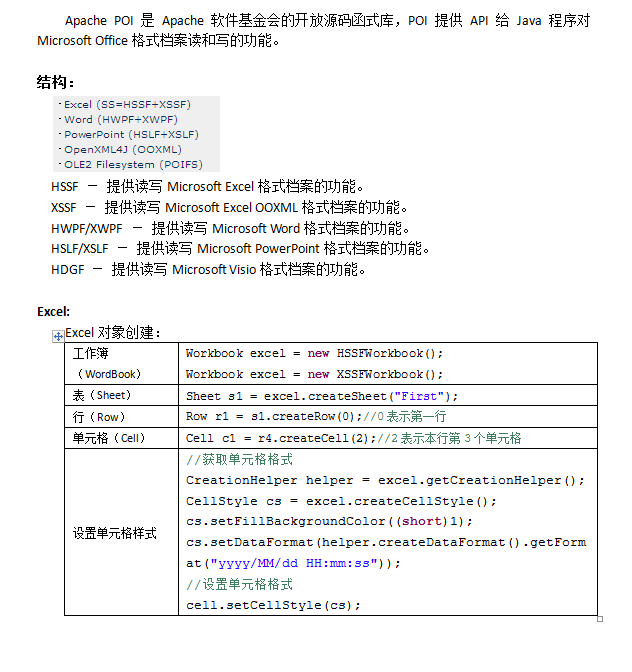 Apache POI 是 Apache 软件基金会的开放源码函式库，POI 提供 API 给 Java 程序对
Microsoft Office 格式档案读和写的功能。
结构：
· Excel (SS=HSSF+XSSF)
· Word (HWPF+XWPF)
· PowerPoint (HSLF+XSLF)
· OpenXML4J (OOXML)
· OLE2 Filesystem (POIFS)
HSSF － 提供读写 Microsoft Excel 格式档案的功能。
XSSF － 提供读写 Microsoft Excel OOXML 格式档案的功能。
HWPF/XWPF － 提供读写 Microsoft Word 格式档案的功能。
HSLF/XSLF － 提供读写 Microsoft PowerPoint 格式档案的功能。
HDGF － 提供读写 Microsoft Visio 格式档案的功能。
Excel:
Excel 对象创建：
工作簿
（WordBook）
Workbook excel = new HSSFWorkbook();
Workbook excel = new XSSFWorkbook();
表（Sheet）
Sheet s1 = excel.createSheet("First");
行（Row）
Row r1 = s1.createRow(0);//0 表示第一行
单元格（Cell）
Cell c1 = r4.createCell(2);//2 表示本行第 3 个单元格
设置单元格样式
//获取单元格格式
CreationHelper helper = excel.getCreationHelper();
CellStyle cs = excel.createCellStyle();
cs.setFillBackgroundColor((short)1);
cs.setDataFormat(helper.createDataFormat().getForm
at("yyyy/MM/dd HH:mm:ss"));
//设置单元格格式
cell.setCellStyle(cs);